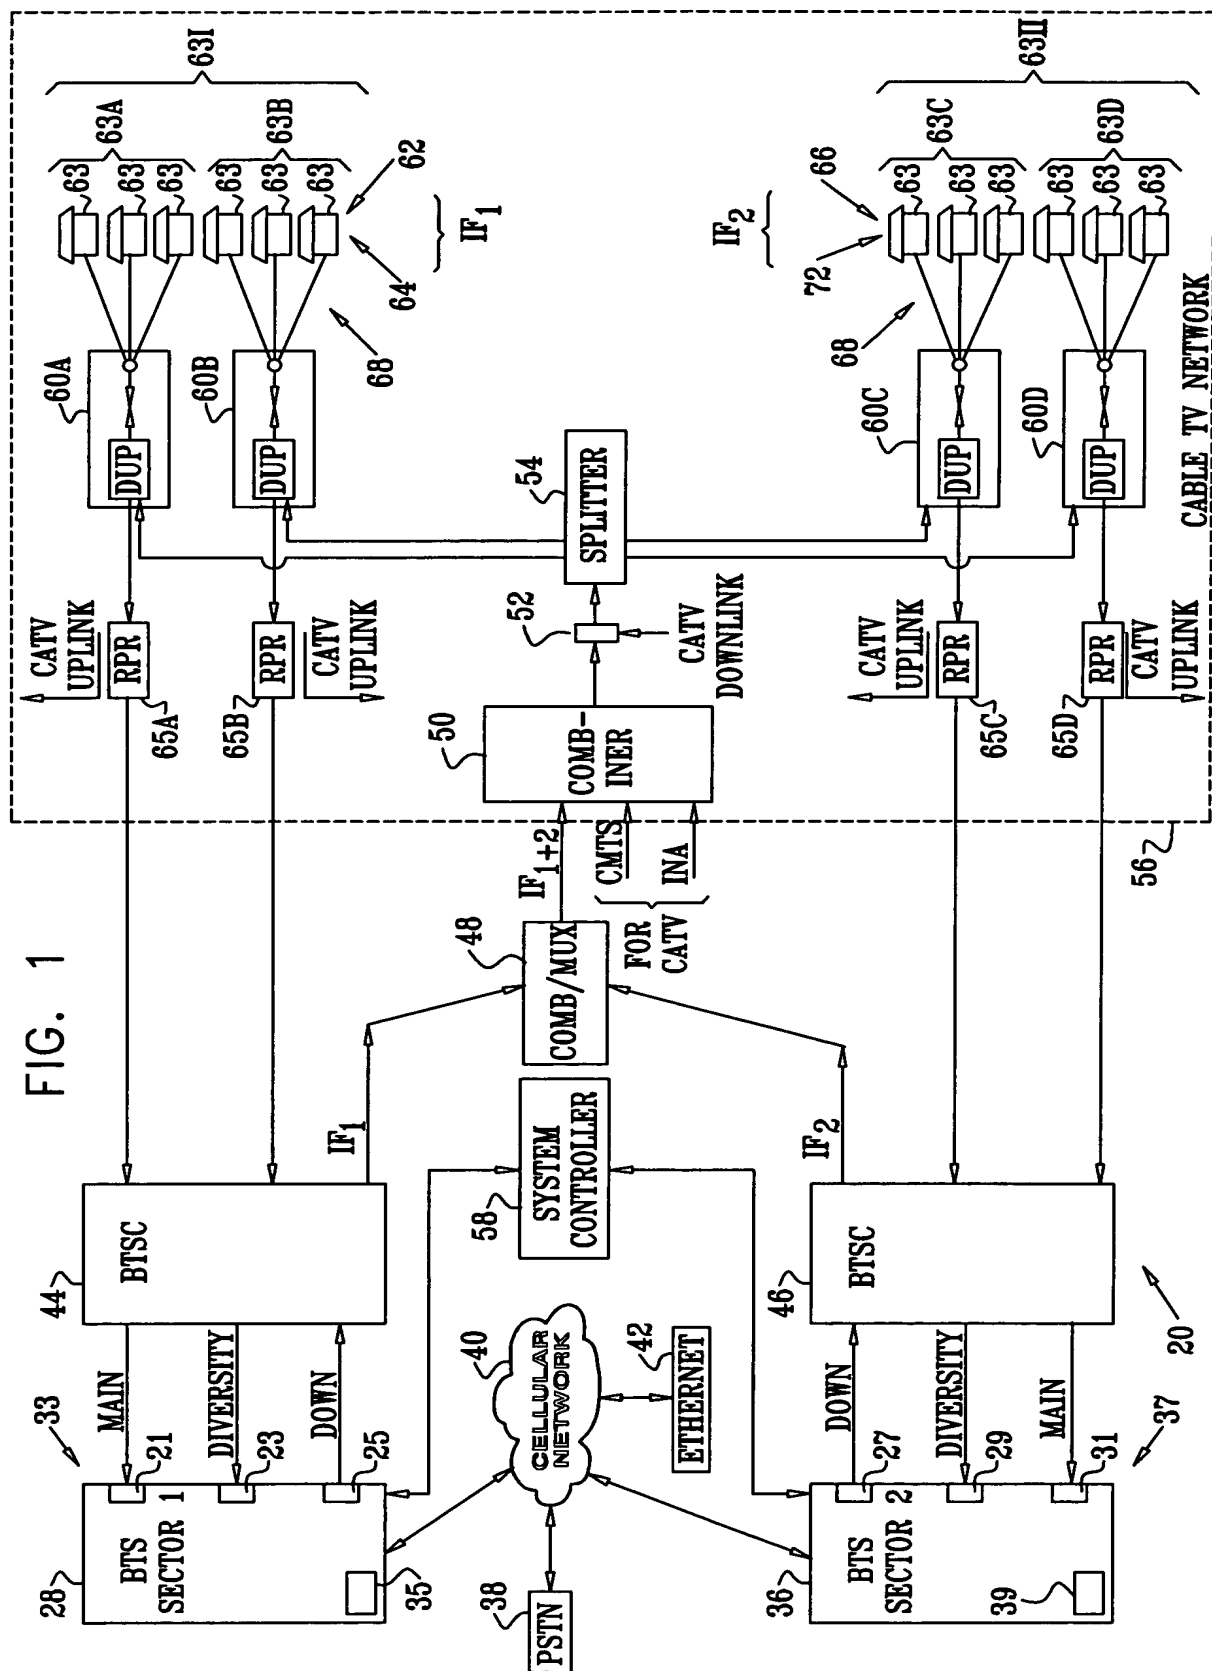 FIG. 1
33
28
BTS
SECTOR 1
21
23
25
35
MAIN
DIVERSITY
DOWN
44
BTSC
IF1
38
PSTN
40
CELLULAR
NETWORK
42
ETHERNET
58
SYSTEM
CONTROLLER
48
COMB/MUX
IF1+2
CMTS
INA
FOR
CATV
36
BTS
SECTOR 2
27
29
31
39
37
DOWN
DIVERSITY
MAIN
46
BTSC
20
IF2
56
50
COMB-
INER
52
CATV
DOWNLINK
54
SPLITTER
CATV
UPLINK
65A
RPR
65B
RPR
CATV
UPLINK
60A
DUP
60B
DUP
68
64
62
IF1
63
63
63
63
63
63
63A
63B
63I
CATV
UPLINK
65C
RPR
65D
RPR
CATV
UPLINK
60C
DUP
60D
DUP
68
72
66
IF2
63
63
63
63
63
63
63C
63D
63II
CABLE TV NETWORK